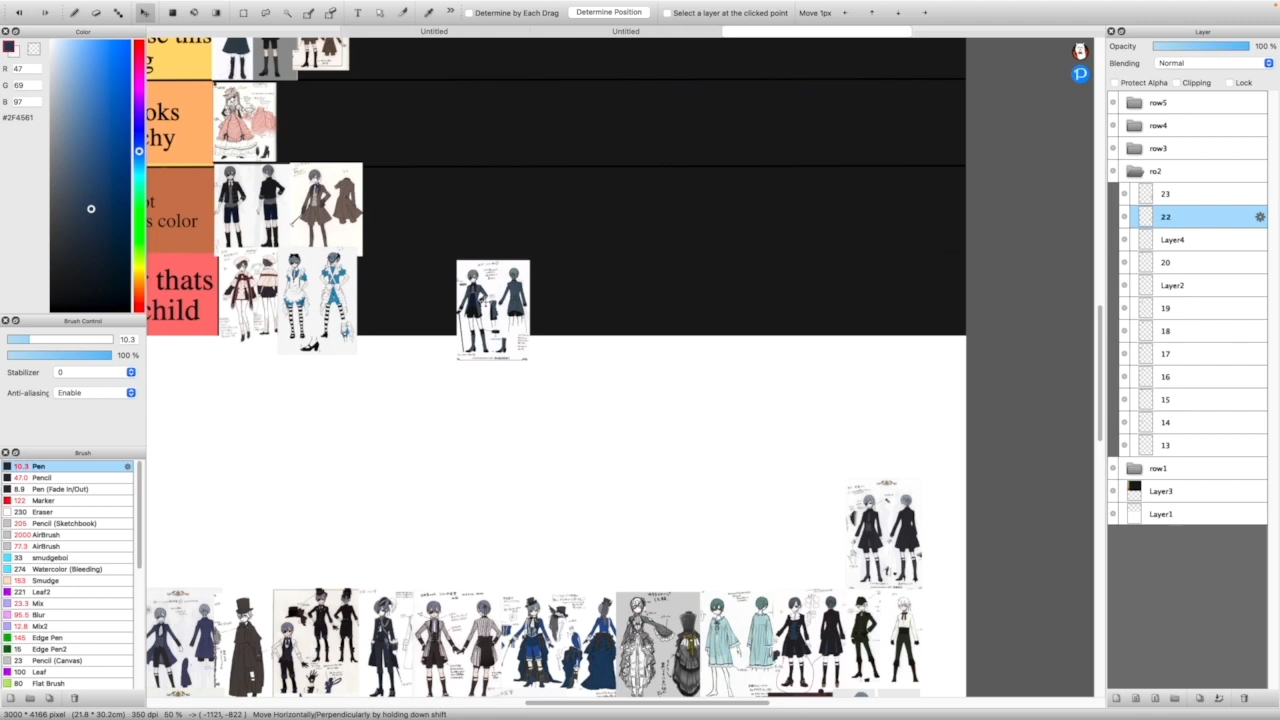 Determine by Each Drag
Determine Position
Select a layer at the clicked point
Move 1px
Color
Untitled
Untitled
Layer
R 47
G 69
B 97
#2F4561
Opacity 100 %
Blending Normal
Protect Alpha Clipping Lock
row5
row4
row3
ro2
23
22
Layer4
20
Layer2
19
18
17
16
15
14
13
row1
Layer3
Layer1
se this
g
oks
chy
ot
s color
r thats
child
Brush Control
10.3
100 %
Stabilizer 0
Anti-aliasing Enable
Brush
10.3 Pen
47.0 Pencil
8.9 Pen (Fade In/Out)
122 Marker
230 Eraser
205 Pencil (Sketchbook)
2000 AirBrush
77.3 AirBrush
33 smudgeboi
274 Watercolor (Bleeding)
153 Smudge
221 Leaf2
23.3 Mix
95.5 Blur
12.8 Mix2
145 Edge Pen
15 Edge Pen2
23 Pencil (Canvas)
100 Leaf
80 Flat Brush
3000 * 4166 pixel (21.8 * 30.2cm) 350 dpi 50 % -> ( -1121, -822 ) Move Horizontally/Perpendicularly by holding down shift